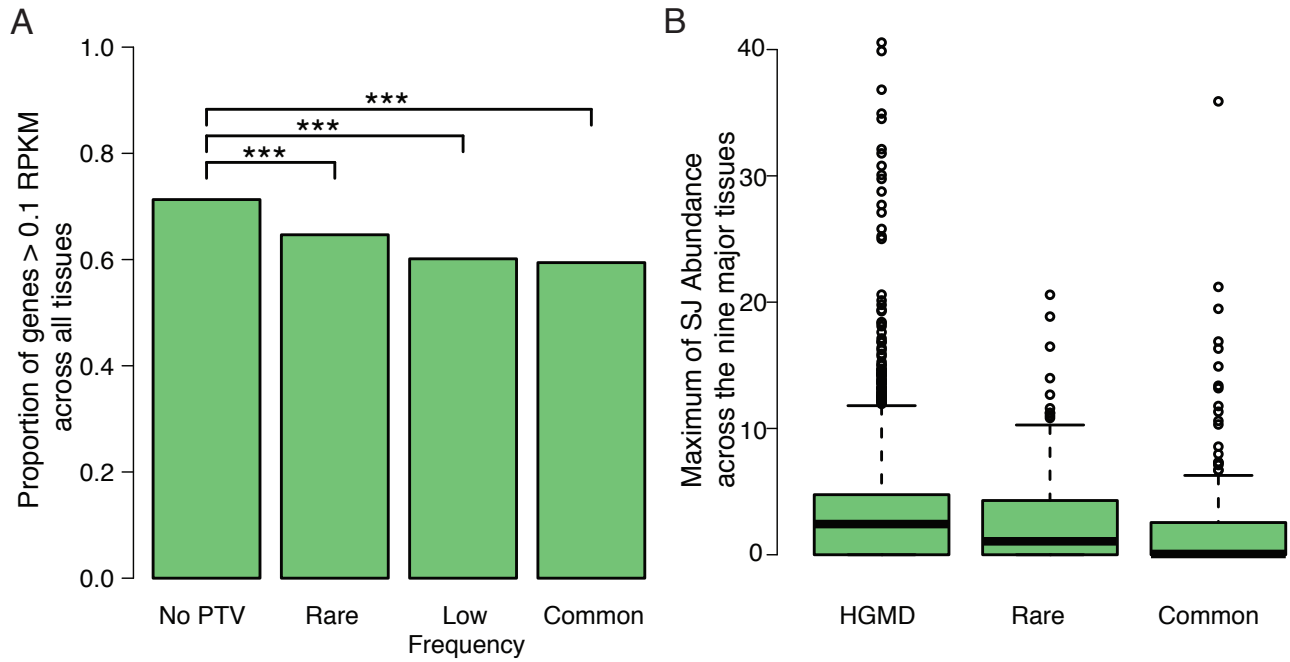 A
Proportion of genes > 0.1 RPKM
across all tissues
1.0
0.8
0.6
0.4
0.2
0.0
***
***
***
No PTV
Rare
Low
Frequency
Common
B
Maximum of SJ Abundance
across the nine major tissues
40
30
20
10
0
HGMD
Rare
Common